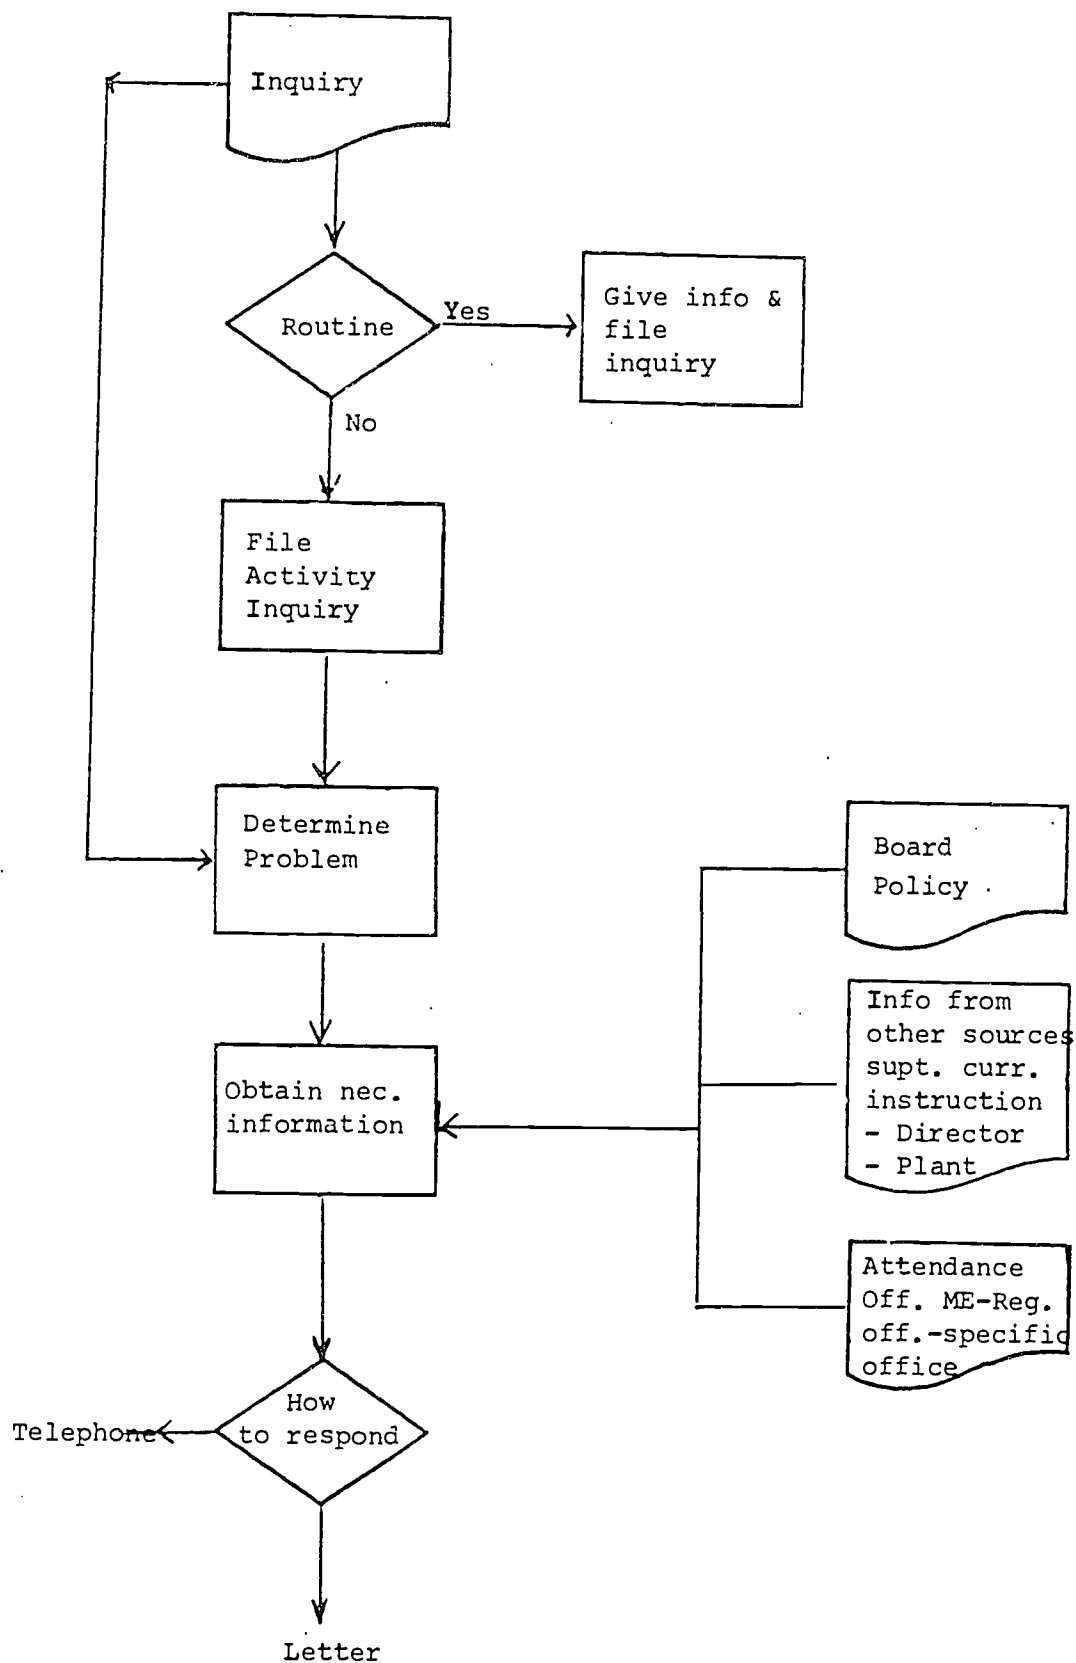 Inquiry
Routine
Yes
Give info &
file
inquiry
No
File
Activity
Inquiry
Determine
Problem
Board
Policy
Obtain nec.
information
Info from
other sources
supt. curr.
instruction
- Director
- Plant
Attendance
Off. ME-Reg.
off.-specific
office
How
to respond
Telephone
Letter